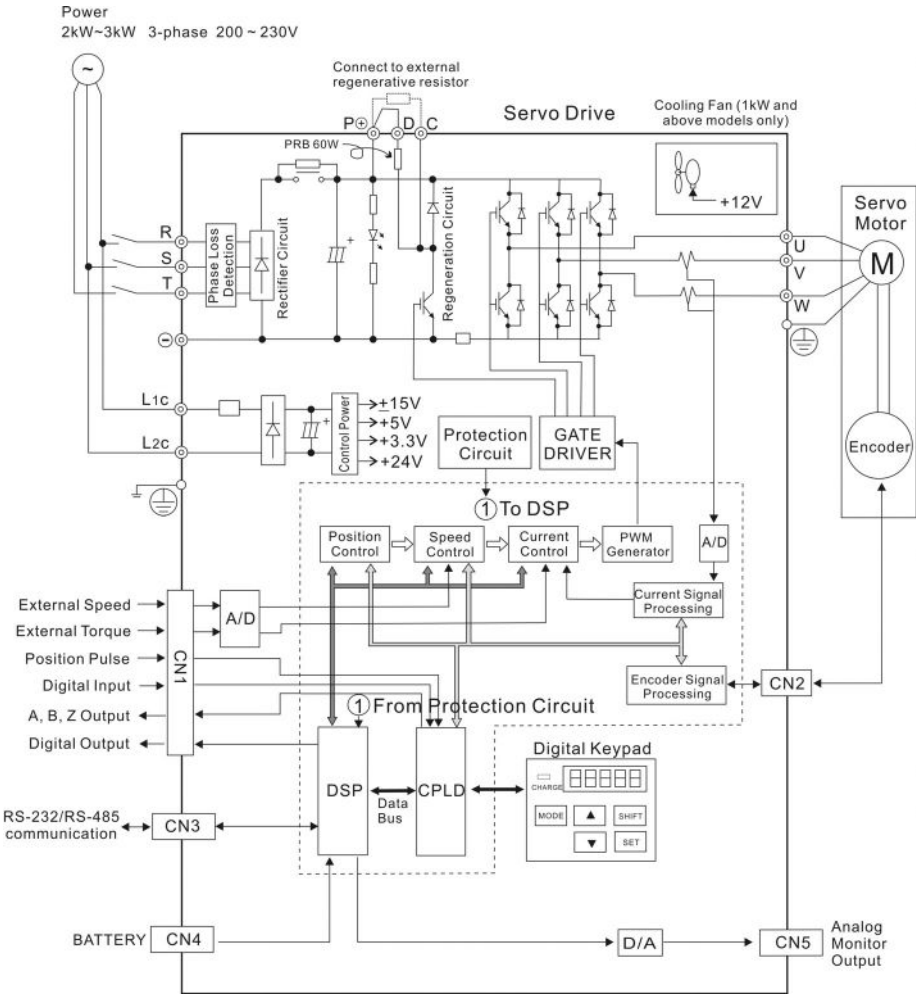 Power
2kW~3kW 3-phase 200 ~ 230V
~
Connect to external
regenerative resistor
Servo Drive
Cooling Fan (1kW and
above models only)
P⊕
D
C
PRB 60W
+12V
Servo
Motor
R
S
T
Phase Loss
Detection
Rectifier Circuit
+
Regeneration Circuit
U
V
W
M
⊖
L1c
L2c
+
Control Power
±15V
+5V
+3.3V
+24V
Protection
Circuit
GATE
DRIVER
Encoder
① To DSP
Position
Control
Speed
Control
Current
Control
PWM
Generator
A/D
Current Signal
Processing
Encoder Signal
Processing
CN2
External Speed
External Torque
Position Pulse
Digital Input
A, B, Z Output
Digital Output
CN1
A/D
① From Protection Circuit
DSP
Data
Bus
CPLD
Digital Keypad
CHARGE
88888
MODE
▲
SHIFT
▼
SET
RS-232/RS-485
communication
CN3
BATTERY
CN4
D/A
CN5
Analog
Monitor
Output